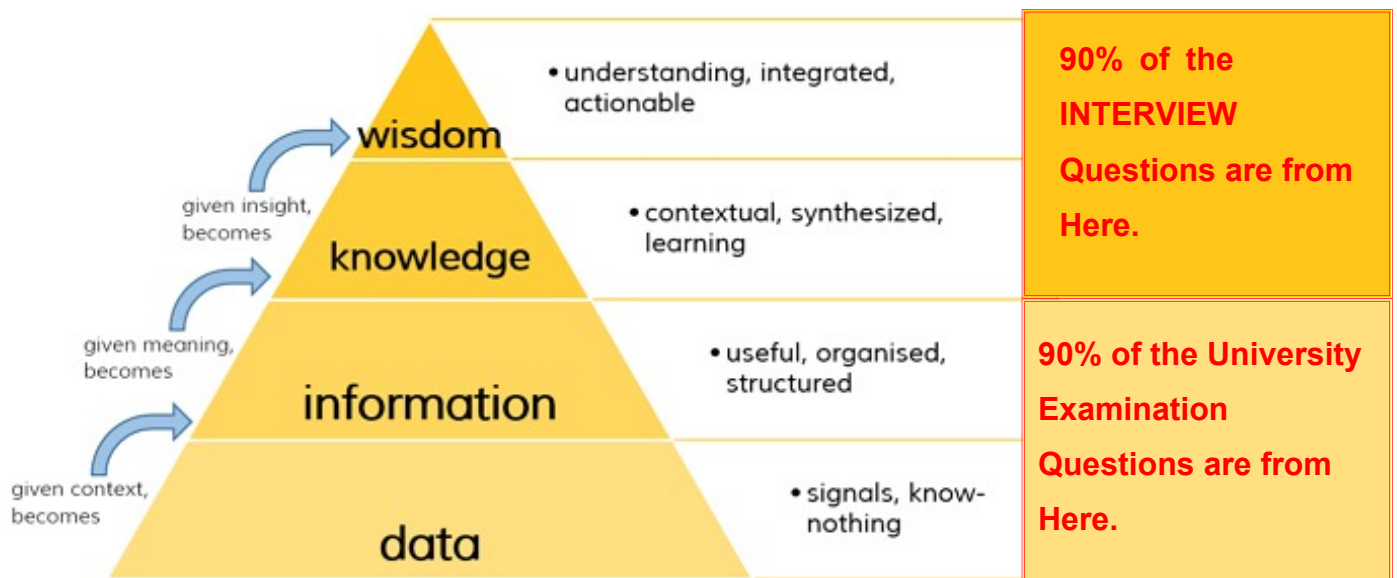 • understanding, integrated,
actionable
wisdom
90% of the
INTERVIEW
Questions are from
Here.
given insight,
becomes
• contextual, synthesized,
learning
knowledge
given meaning,
becomes
• useful, organised,
structured
information
90% of the University
Examination
Questions are from
Here.
given context,
becomes
• signals, know-
nothing
data